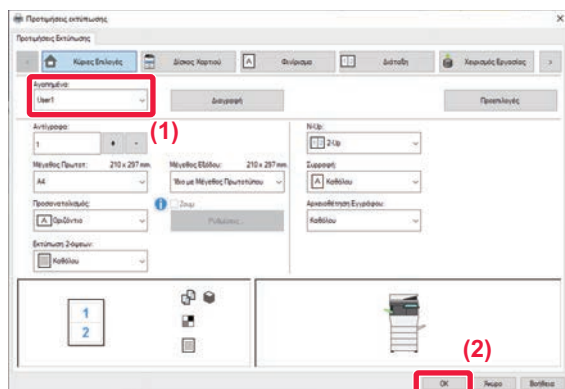 Προτιμήσεις εκτύπωσης
Προτιμήσεις Εκτύπωσης
Κύριες Επιλογές Δίσκος Χαρτιού Φινίρισμα Διάταξη Χειρισμός Εργασίας
Αγαπημένα:
User1 Διαγραφή Προεπιλογές
(1)
Αντίγραφα: N-Up:
1 + - 2-Up
Μέγεθος Πρωτοτ.: 210 x 297 mm. Μέγεθος Εξόδου: 210 x 297 mm. Συρραφή:
A4 Ίδιο με Μέγεθος Πρωτοτύπου Καθόλου
Προσανατολισμός: Ζουμ Αρχειοθέτηση Εγγράφου:
Οριζόντια Ρυθμίσεις... Καθόλου
Εκτύπωση 2-όψεων:
Καθόλου
1
2
(2)
OK Άκυρο Βοήθεια